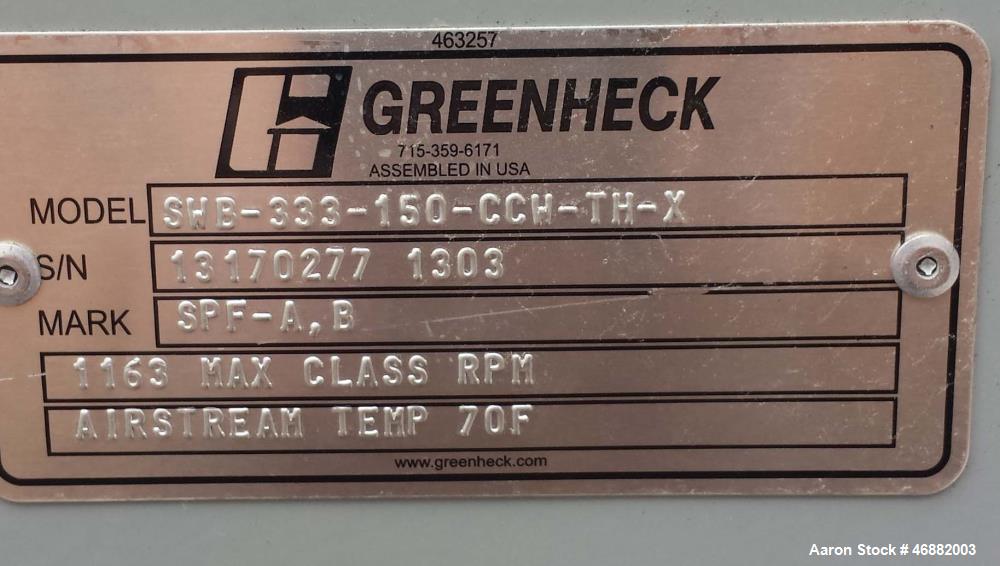 463257
GREENHECK
715-359-6171
ASSEMBLED IN USA
MODEL SWB-333-150-CCW-TH-X
S/N 13170277 1303
MARK SPF-A,B
1163 MAX CLASS RPM
AIRSTREAM TEMP 70F
www.greenheck.com
Aaron Stock # 46882003